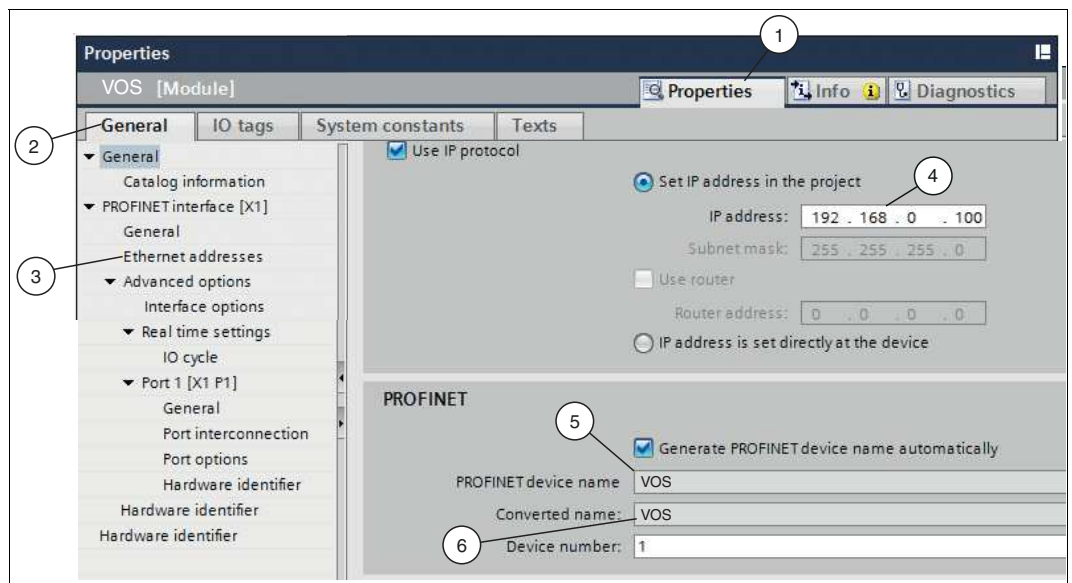 1
Properties
VOS [Module]
Properties
Info
Diagnostics
2
General
IO tags
System constants
Texts
General
Catalog information
PROFINET interface [X1]
General
3
Ethernet addresses
Advanced options
Interface options
Real time settings
IO cycle
Port 1 [X1 P1]
General
Port interconnection
Port options
Hardware identifier
Hardware identifier
Hardware identifier
Use IP protocol
Set IP address in the project
4
IP address: 192 . 168 . 0 . 100
Subnet mask: 255 . 255 . 255 . 0
Use router
Router address: 0 . 0 . 0 . 0
IP address is set directly at the device
PROFINET
5
Generate PROFINET device name automatically
PROFINET device name VOS
Converted name: VOS
6
Device number: 1